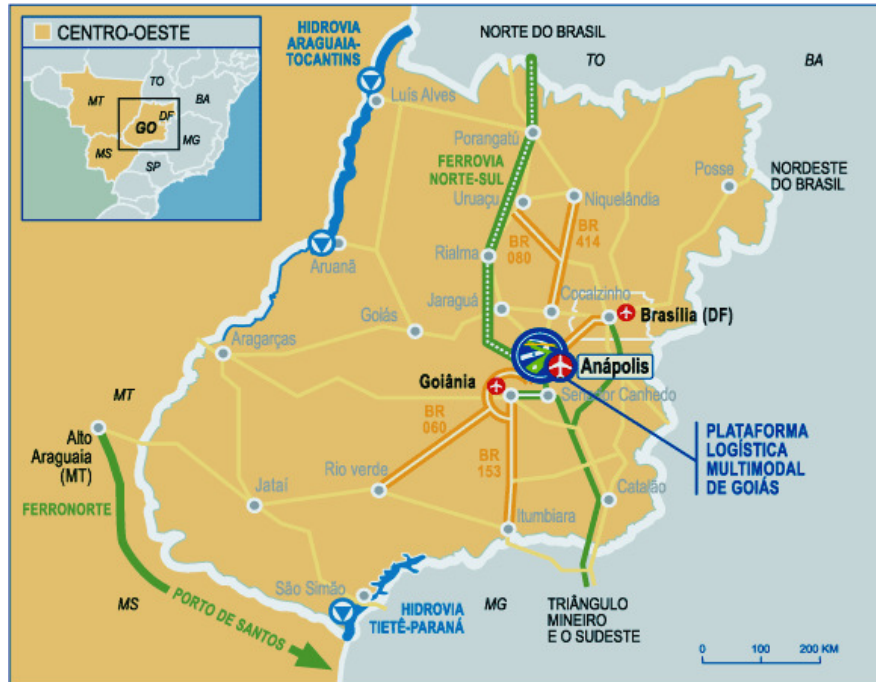 CENTRO-OESTE
MT
TO
BA
GO
DF
MS
MG
SP
HIDROVIA
ARAGUAIA-
TOCANTINS
NORTE DO BRASIL
TO
BA
Luís Alves
Porangatú
FERROVIA
NORTE-SUL
Posse
NORDESTE
DO BRASIL
Uruaçu
Niquelândia
BR
080
BR
414
Aruanã
Rialma
Jaraguá
Cocalzinho
Goiás
Brasília (DF)
Aragarças
Anápolis
Goiânia
Senador Canhedo
MT
Alto
Araguaia
(MT)
BR
060
BR
153
PLATAFORMA
LOGÍSTICA
MULTIMODAL
DE GOIÁS
Rio verde
Jataí
Catalão
FERRONORTE
Itumbiara
São Simão
MS
PORTO DE SANTOS
HIDROVIA
TIETÊ-PARANÁ
MG
TRIÂNGULO
MINEIRO
E O SUDESTE
0 100 200 KM